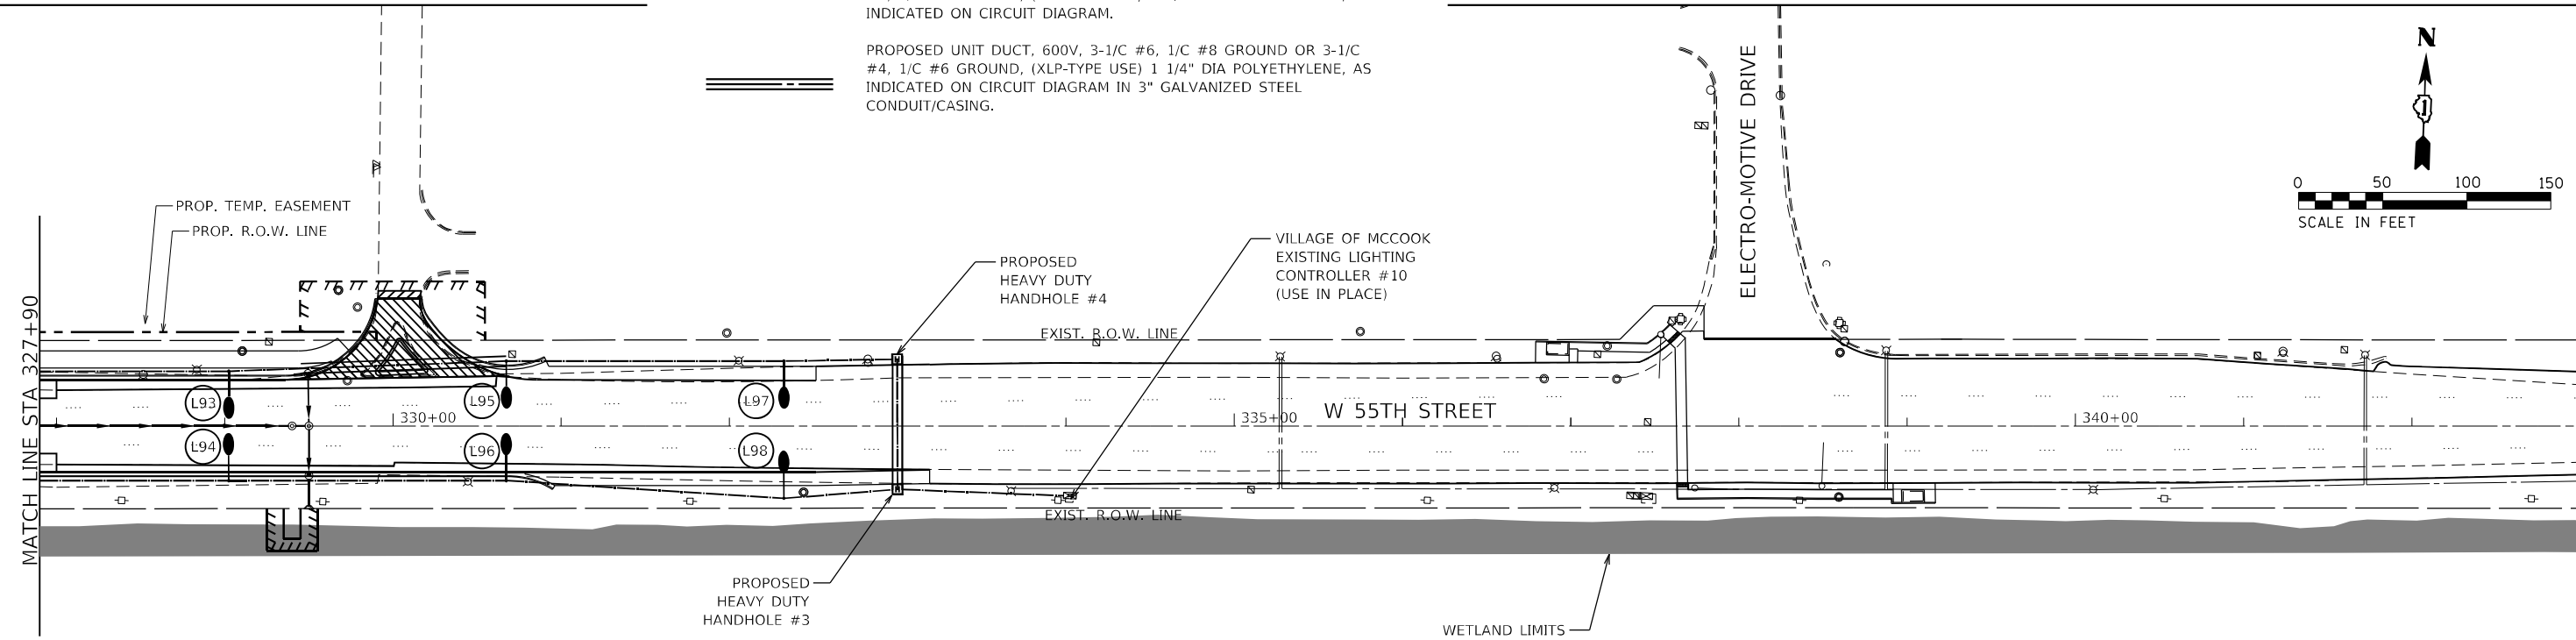 INDICATED ON CIRCUIT DIAGRAM.
PROPOSED UNIT DUCT, 600V, 3-1/C #6, 1/C #8 GROUND OR 3-1/C
#4, 1/C #6 GROUND, (XLP-TYPE USE) 1 1/4" DIA POLYETHYLENE, AS
INDICATED ON CIRCUIT DIAGRAM IN 3" GALVANIZED STEEL
CONDUIT/CASING.
N
1
0 50 100 150
SCALE IN FEET
ELECTRO-MOTIVE DRIVE
PROP. TEMP. EASEMENT
PROP. R.O.W. LINE
PROPOSED
HEAVY DUTY
HANDHOLE #4
VILLAGE OF MCCOOK
EXISTING LIGHTING
CONTROLLER #10
(USE IN PLACE)
EXIST. R.O.W. LINE
MATCH LINE STA 327+90
L93
L95
L97
330+00
335+00
W 55TH STREET
340+00
L94
L96
L98
EXIST. R.O.W. LINE
PROPOSED
HEAVY DUTY
HANDHOLE #3
WETLAND LIMITS